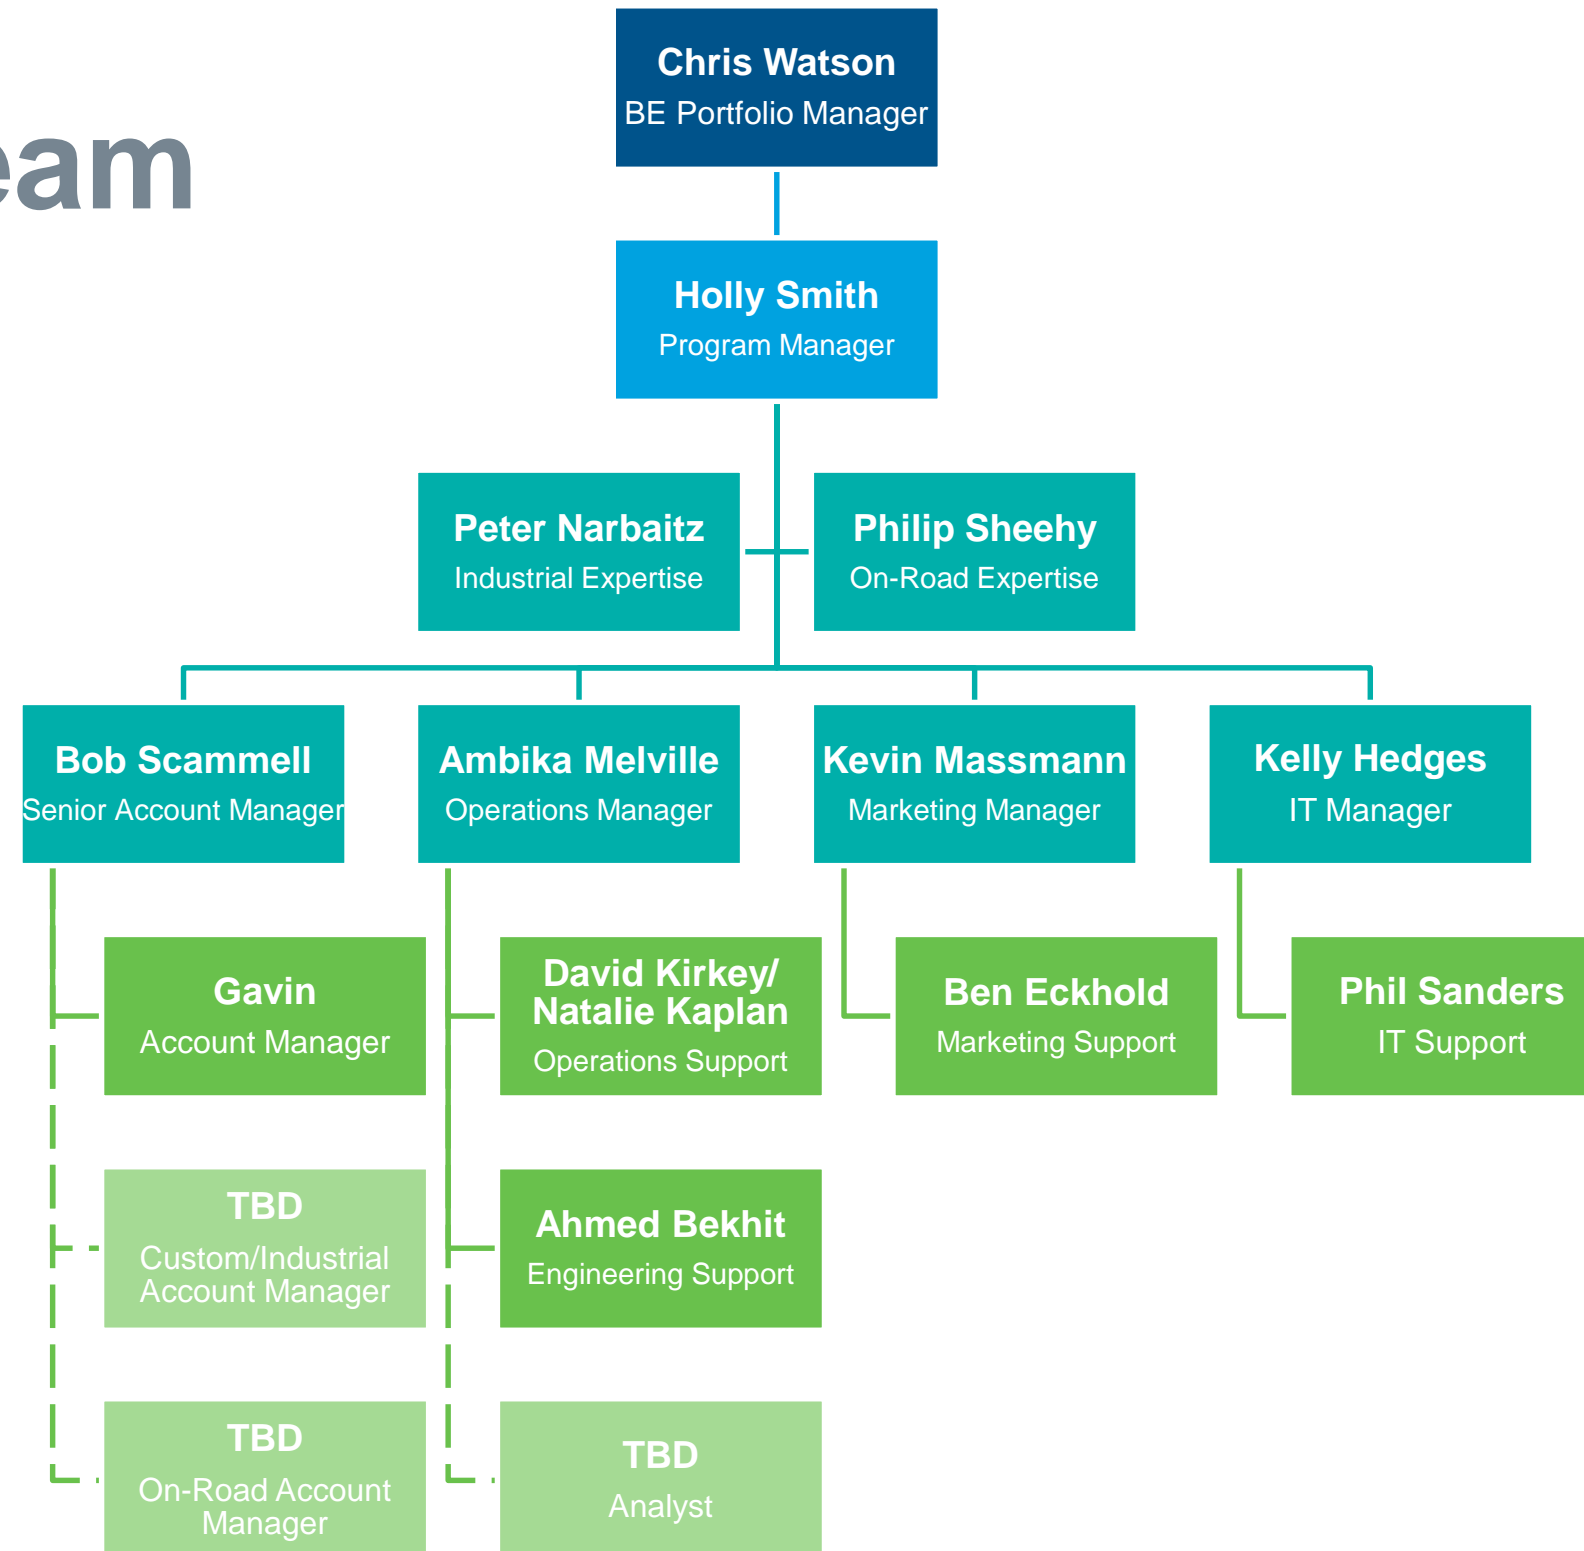 eam
Chris Watson
BE Portfolio Manager
Holly Smith
Program Manager
Peter Narbaitz
Industrial Expertise
Philip Sheehy
On-Road Expertise
Bob Scammell
Senior Account Manager
Ambika Melville
Operations Manager
Kevin Massmann
Marketing Manager
Kelly Hedges
IT Manager
Gavin
Account Manager
David Kirkey/
Natalie Kaplan
Operations Support
Ben Eckhold
Marketing Support
Phil Sanders
IT Support
TBD
Custom/Industrial
Account Manager
Ahmed Bekhit
Engineering Support
TBD
On-Road Account
Manager
TBD
Analyst